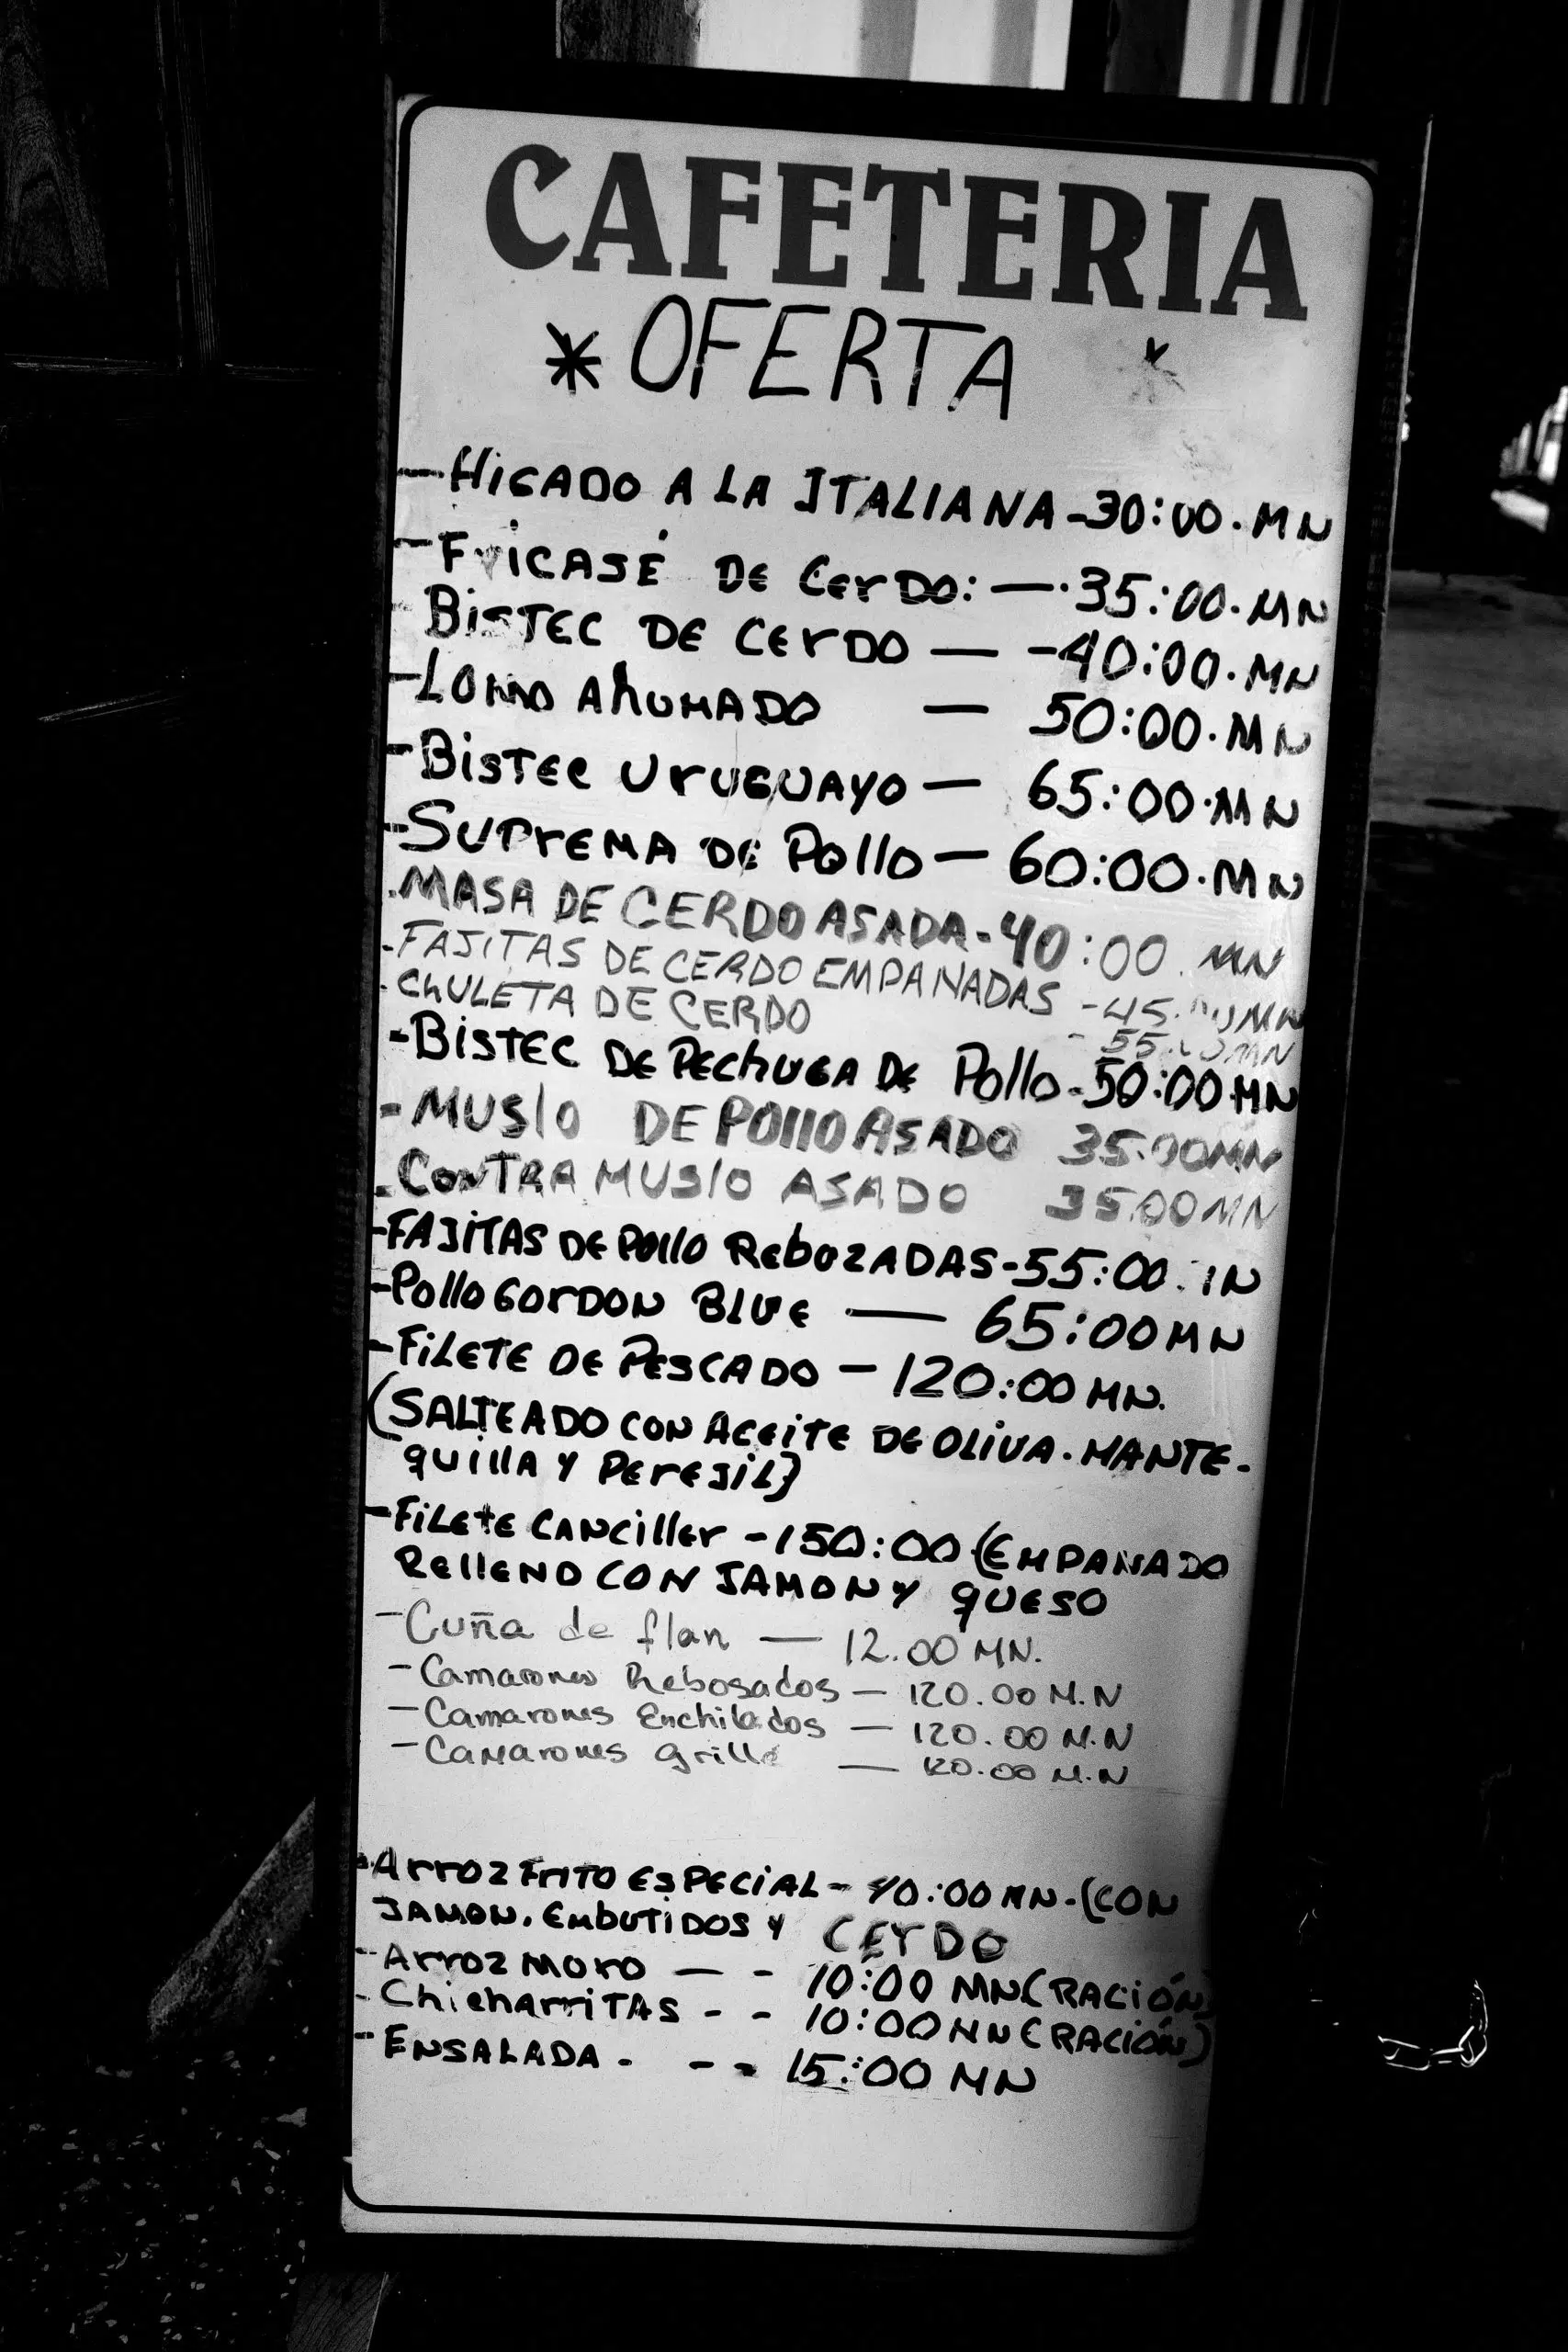 CAFETERIA
* OFERTA *
- HIGADO A LA ITALIANA - 30:00. MN
- FRICASÉ DE CerDO: — 35:00. MN
- BISTEC DE CerDO — - 40:00. MN
- LOMO AhUMADO — 50:00. MN
- BisTEC UrUGUAYO — 65:00. MN
- SUPrEMA DE Pollo — 60:00. MN
- MASA DE CERDO ASADA - 40:00. MN
- FAJITAS DE CERDO EMPANADAS - 45.00 MN
- ChULETA DE CERDO - 55.00 MN
- BISTEC DE PEChUGA DE Pollo - 50:00 MN
- MUSlO DE POllO ASADO 35.00 MN
- CONTRA MUSlO ASADO 35.00 MN
- FAJITAS DE POllO RebOZADAS - 55:00.
- Pollo GOrDON BLUE — 65:00 MN
- FiLETE DE PESCADO — 120:00 MN.
(SALTEADO CON ACEiTE DE OLiVA. MANTE-
quillA Y PErEJiL)
- FiLEtE CANCillEr - 150:00 (EMPANADO
RellENO CON JAMON Y QUESO
- Cuña de flan — 12.00 MN.
- Camarones Rebosados — 120.00 M.N
- Camarones Enchilados — 120.00 M.N
- Camarones grille — 120.00 M.N
- ArrOZ FriTO ESPECiAL - 40:00 MN - (CON
JAMON, EMbUTiDOS Y CErDO
- ArrOZ MOrO — - 10:00 MN (RACiÓN)
- ChicharriTAS - - 10:00 MN (RACiÓN)
- ENSALADA. - - 15:00 MN